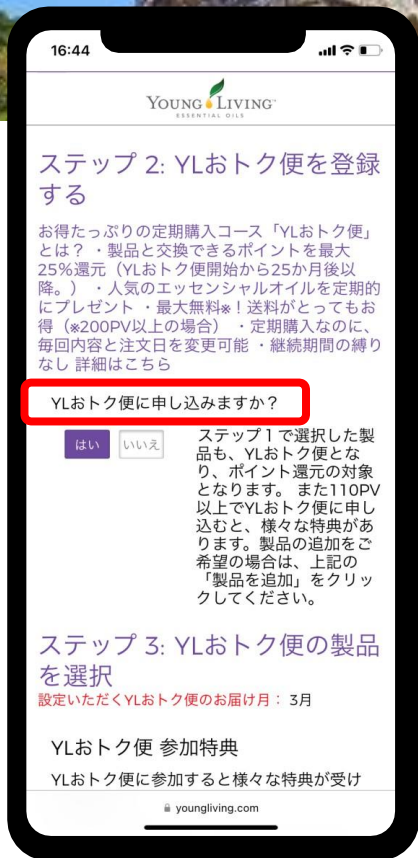 16:44
YOUNG LIVING
ESSENTIAL OILS
ステップ 2: YLおトク便を登録
する
お得たっぷりの定期購入コース「YLおトク便」
とは？ ・製品と交換できるポイントを最大
25%還元（YLおトク便開始から25か月後以
降。） ・人気のエッセンシャルオイルを定期的
にプレゼント ・最大無料※！送料がとってもお
得（※200PV以上の場合） ・定期購入なのに、
毎回内容と注文日を変更可能 ・継続期間の縛り
なし 詳細はこちら
YLおトク便に申し込みますか？
はい いいえ
ステップ１で選択した製
品も、YLおトク便とな
り、ポイント還元の対象
となります。 また110PV
以上でYLおトク便に申し
込むと、様々な特典があ
ります。製品の追加をご
希望の場合は、上記の
「製品を追加」をクリッ
クしてください。
ステップ 3: YLおトク便の製品
を選択
設定いただくYLおトク便のお届け月： 3月
YLおトク便 参加特典
YLおトク便に参加すると様々な特典が受け
youngliving.com